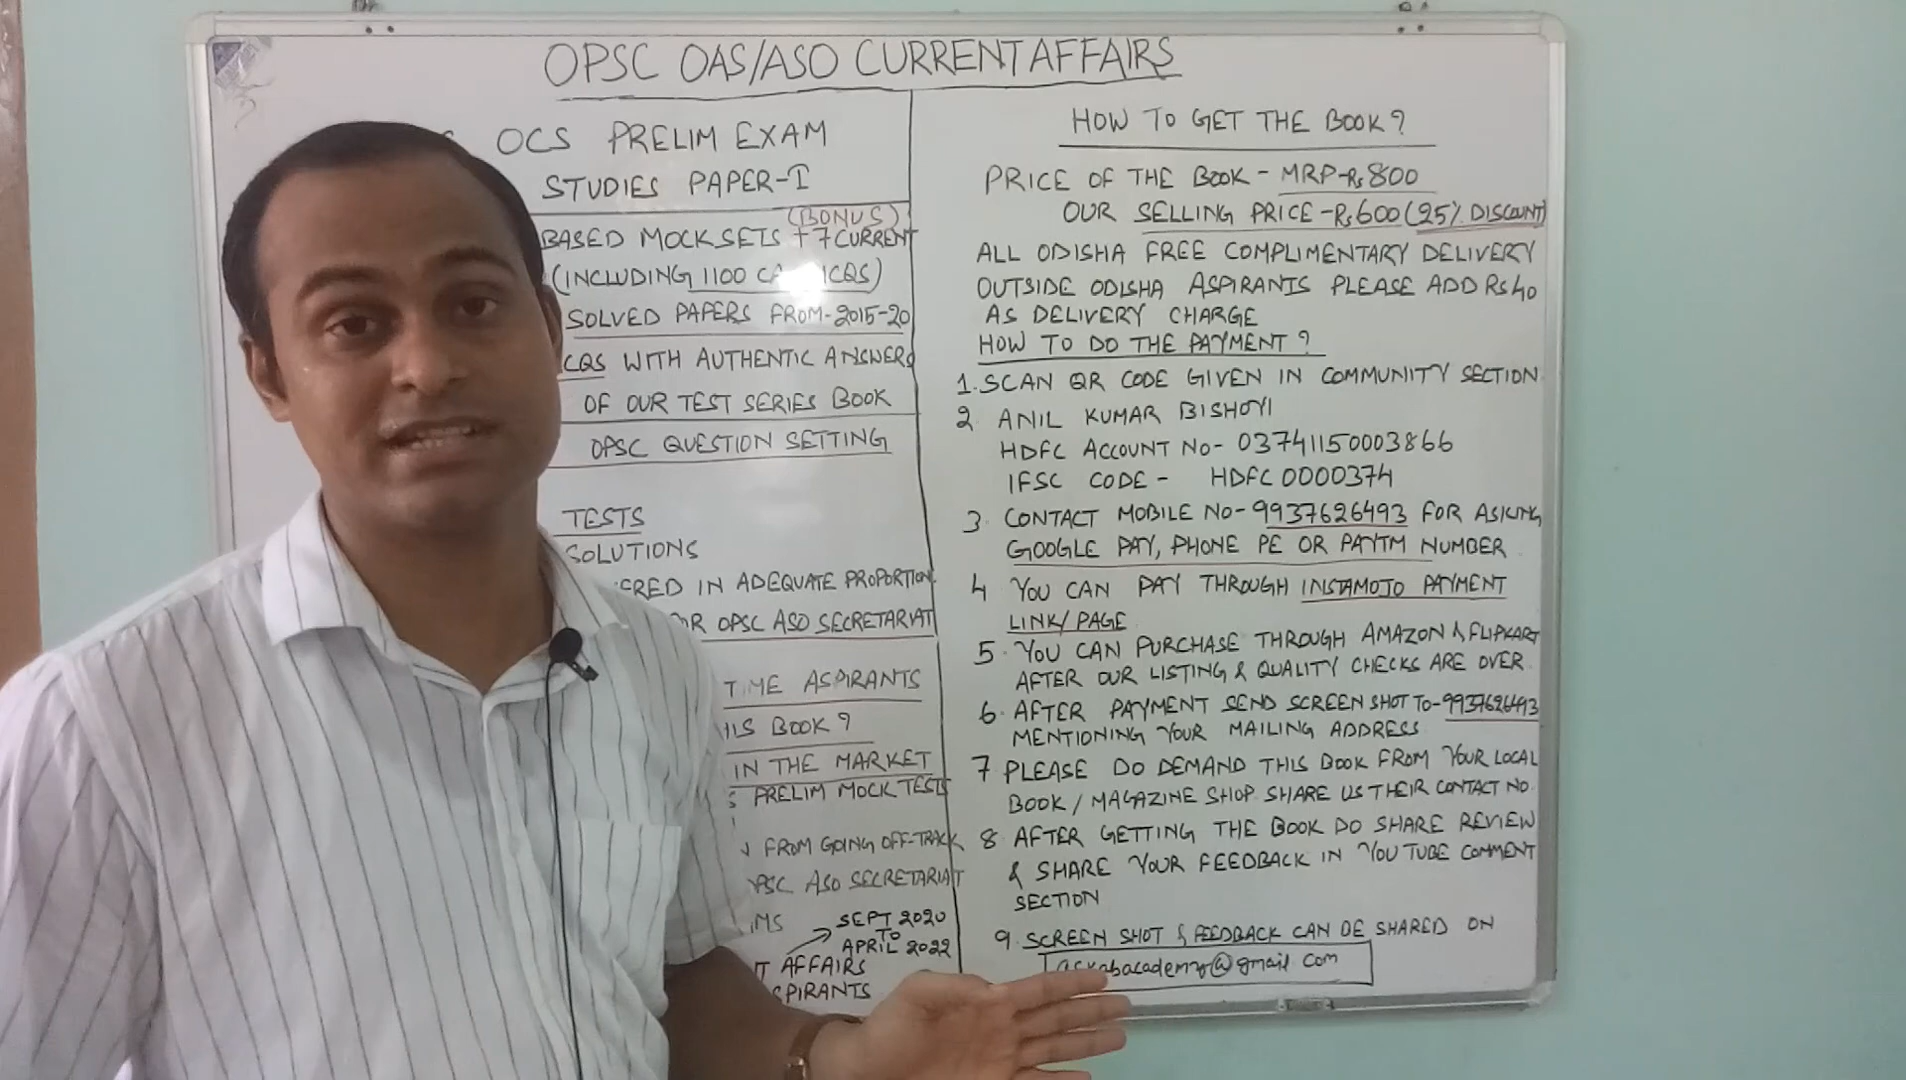 OPSC OAS/ASO CURRENT AFFAIRS
OCS PRELIM EXAM
STUDIES PAPER-I
(BONUS)
BASED MOCK SETS + 7 CURRENT
(INCLUDING 1100 CA
SOLVED PAPERS FROM-2015-20
CQS WITH AUTHENTIC ANSWERS
OF OUR TEST SERIES BOOK
OPSC QUESTION SETTING
TESTS
SOLUTIONS
ERED IN ADEQUATE PROPORTION
OR OPSC ASO SECRETARIAT
TIME ASPIRANTS
HIS BOOK?
IN THE MARKET
S PRELIM MOCK TESTS
N FROM GOING OFF-TRACK
OPSC ASO SECRETARIAT
MS
SEPT 2020
TO
APRIL 2022
T AFFAIRS
SPIRANTS
HOW TO GET THE BOOK?
PRICE OF THE BOOK - MRP-Rs 800
OUR SELLING PRICE -Rs 600 (25% DISCOUNT)
ALL ODISHA FREE COMPLIMENTARY DELIVERY
OUTSIDE ODISHA ASPIRANTS PLEASE ADD Rs 40
AS DELIVERY CHARGE
HOW TO DO THE PAYMENT?
1. SCAN QR CODE GIVEN IN COMMUNITY SECTION
2 ANIL KUMAR BISHOYI
HDFC ACCOUNT NO- 03741150003866
IFSC CODE - HDFC0000374
3. CONTACT MOBILE NO-9937626493 FOR ASKING
GOOGLE PAY, PHONE PE OR PAYTM NUMBER
4 YOU CAN PAY THROUGH INSTAMOJO PAYMENT
LINK/PAGE
5. YOU CAN PURCHASE THROUGH AMAZON & FLIPKART
AFTER OUR LISTING & QUALITY CHECKS ARE OVER
6. AFTER PAYMENT SEND SCREEN SHOT TO-9937626493
MENTIONING YOUR MAILING ADDRESS
7 PLEASE DO DEMAND THIS BOOK FROM YOUR LOCAL
BOOK / MAGAZINE SHOP. SHARE US THEIR CONTACT NO.
8 AFTER GETTING THE BOOK DO SHARE REVIEW
& SHARE YOUR FEEDBACK IN YOU TUBE COMMENT
SECTION
9. SCREEN SHOT & FEEDBACK CAN BE SHARED ON
askabacademy@gmail com